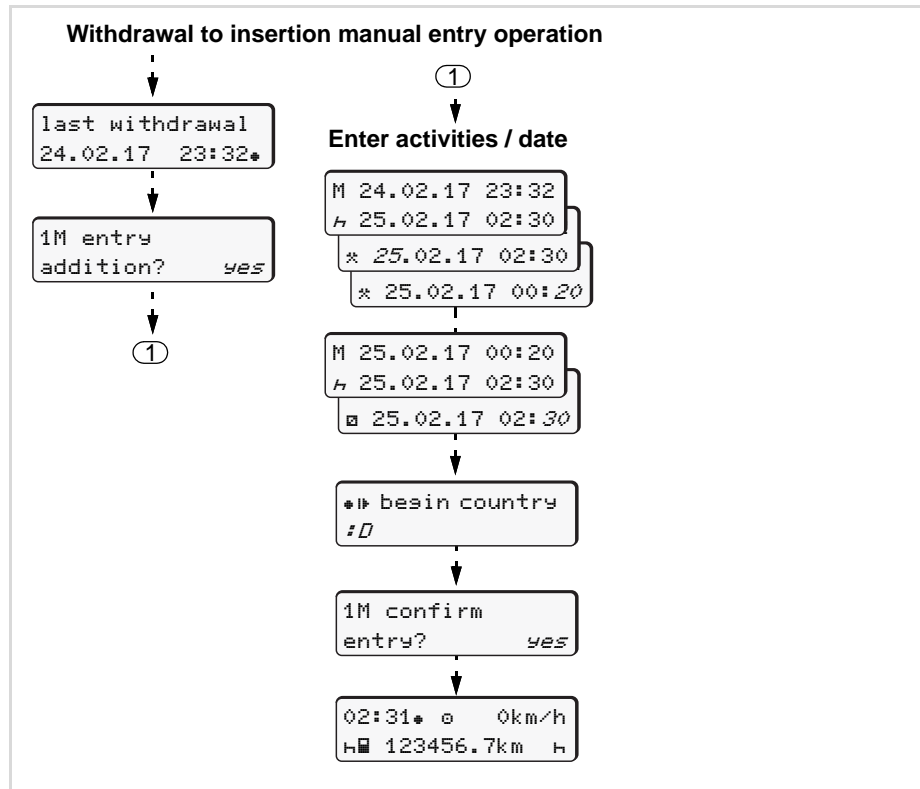 Withdrawal to insertion manual entry operation
last withdrawal
24.02.17 23:32
1M entry
addition? yes
1
1
Enter activities / date
M 24.02.17 23:32
25.02.17 02:30
25.02.17 02:30
25.02.17 00:20
M 25.02.17 00:20
25.02.17 02:30
25.02.17 02:30
begin country
:D
1M confirm
entry? yes
02:31 0km/h
123456.7km